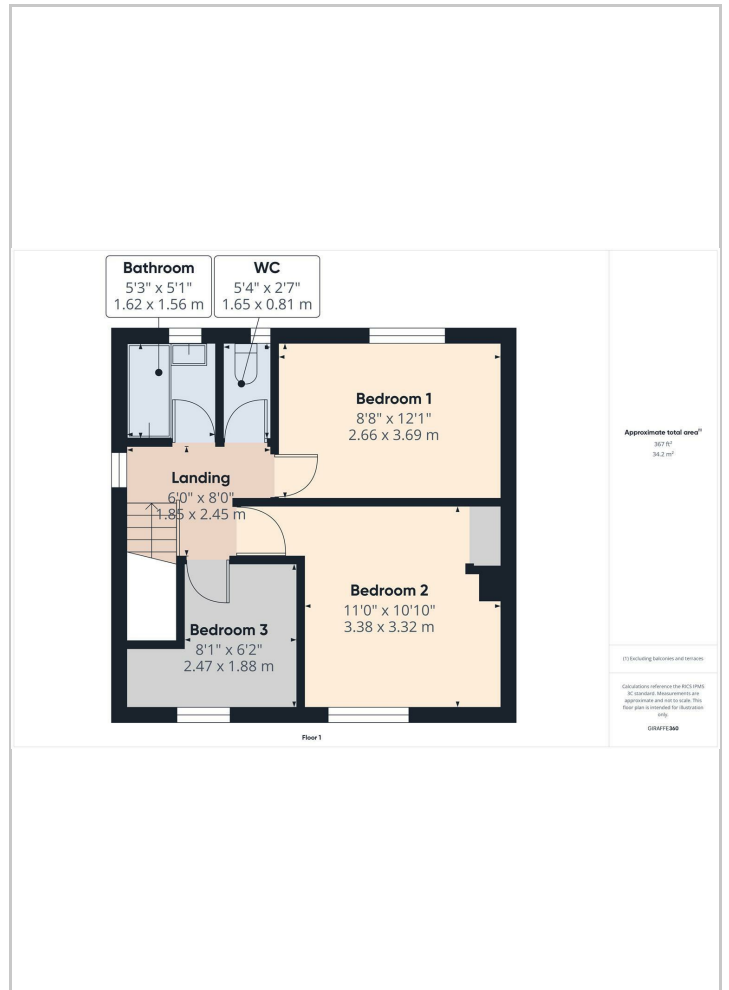 Bathroom
5'3" x 5'1"
1.62 x 1.56 m
WC
5'4" x 2'7"
1.65 x 0.81 m
Bedroom 1
8'8" x 12'1"
2.66 x 3.69 m
Landing
6'0" x 8'0"
1.85 x 2.45 m
Bedroom 2
11'0" x 10'10"
3.38 x 3.32 m
Bedroom 3
8'1" x 6'2"
2.47 x 1.88 m
Floor 1
Approximate total area⁽¹⁾
367 ft²
34.2 m²
(1) Excluding balconies and terraces
Calculations reference the RICS IPMS
3C standard. Measurements are
approximate and not to scale. This
floor plan is intended for illustration
only.
GIRAFFE360